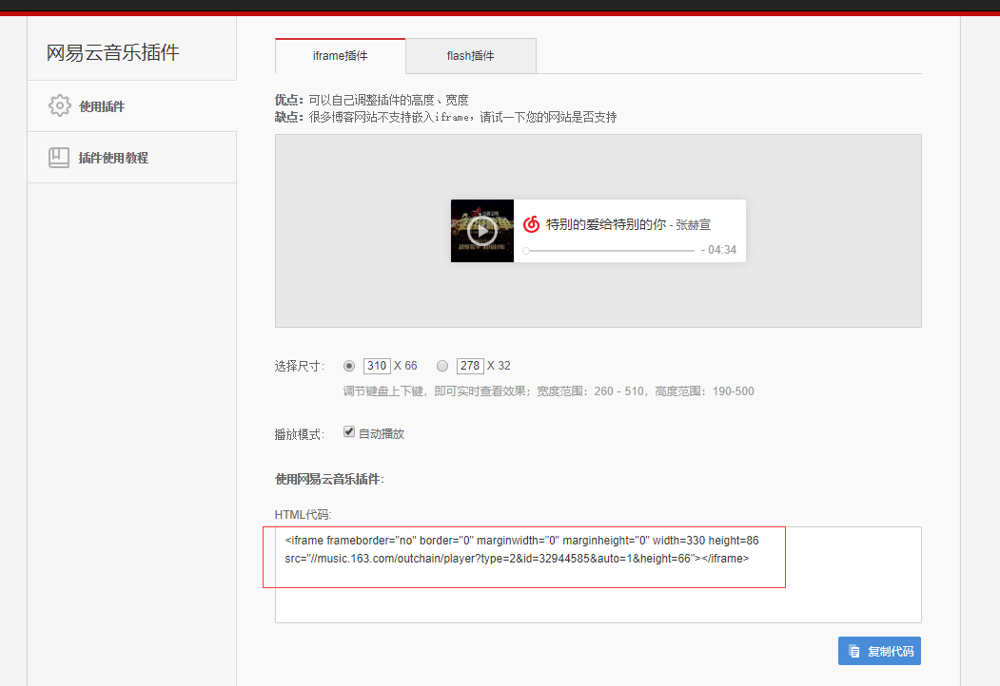 网易云音乐插件
使用插件
插件使用教程
iframe插件
flash插件
优点：可以自己调整插件的高度、宽度
缺点：很多博客网站不支持嵌入iframe，请试一下您的网站是否支持
特别的爱给特别的你 - 张赫宣
- 04:34
选择尺寸： 310 X 66 278 X 32
调节键盘上下键，即可实时查看效果；宽度范围：260 - 510，高度范围：190-500
播放模式： 自动播放
使用网易云音乐插件：
HTML代码:
<iframe frameborder="no" border="0" marginwidth="0" marginheight="0" width=330 height=86
src="//music.163.com/outchain/player?type=2&id=32944585&auto=1&height=66"></iframe>
复制代码